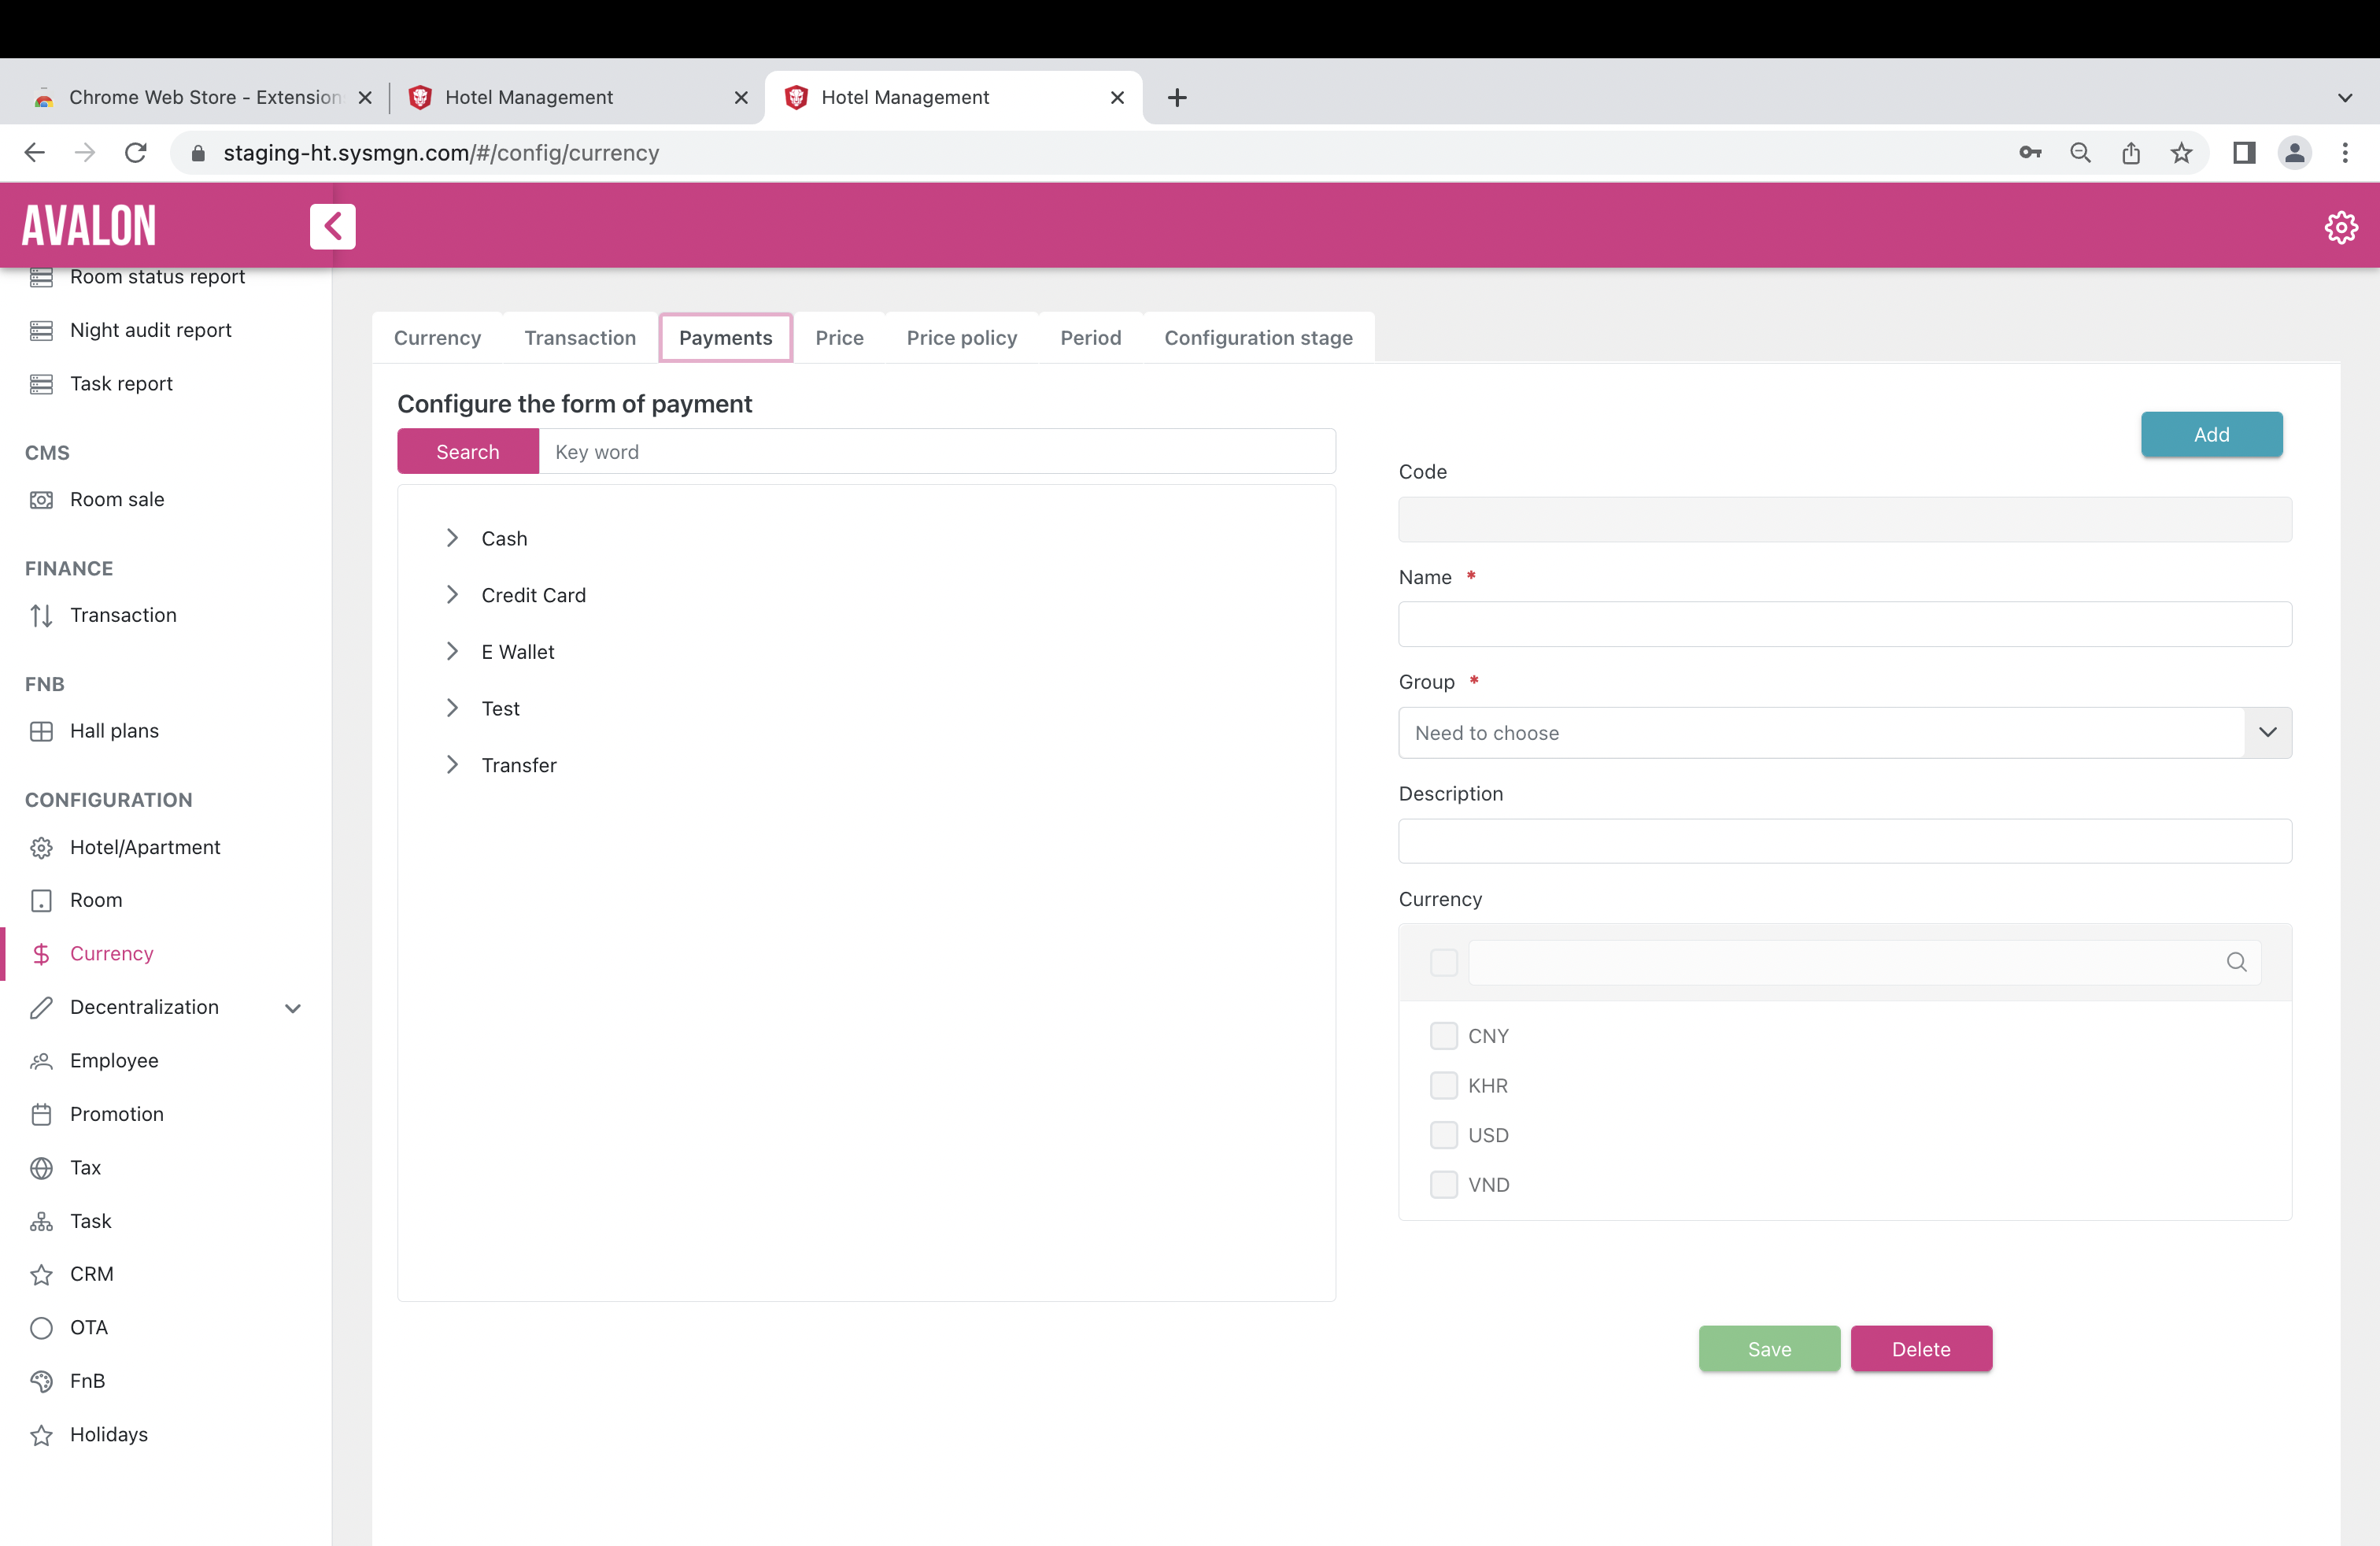 Chrome Web Store - Extension
Hotel Management
Hotel Management
staging-ht.sysmgn.com/#/config/currency
AVALON
Room status report
Night audit report
Task report
CMS
Room sale
FINANCE
Transaction
FNB
Hall plans
CONFIGURATION
Hotel/Apartment
Room
Currency
Decentralization
Employee
Promotion
Tax
Task
CRM
OTA
FnB
Holidays
Currency Transaction Payments Price Price policy Period Configuration stage
Configure the form of payment
Search Key word
Cash
Credit Card
E Wallet
Test
Transfer
Add
Code
Name *
Group *
Need to choose
Description
Currency
CNY
KHR
USD
VND
Save Delete